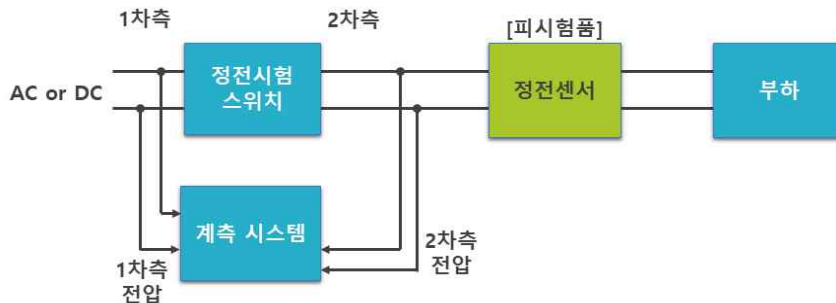 1차측
2차측
[피시험품]
AC or DC
정전시험
스위치
정전센서
부하
계측 시스템
1차측
전압
2차측
전압